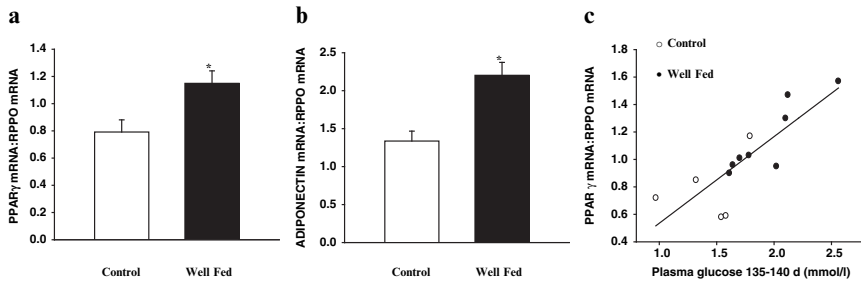 a
PPARγ mRNA:RPPO mRNA
1.4
1.2
1.0
0.8
0.6
0.4
0.2
0.0
*
Control
Well Fed
b
ADIPONECTIN mRNA:RPPO mRNA
2.5
2.0
1.5
1.0
0.5
0.0
*
Control
Well Fed
c
Control
Well Fed
PPAR γ mRNA:RPPO mRNA
1.8
1.6
1.4
1.2
1.0
0.8
0.6
0.4
1.0
1.5
2.0
2.5
Plasma glucose 135-140 d (mmol/l)